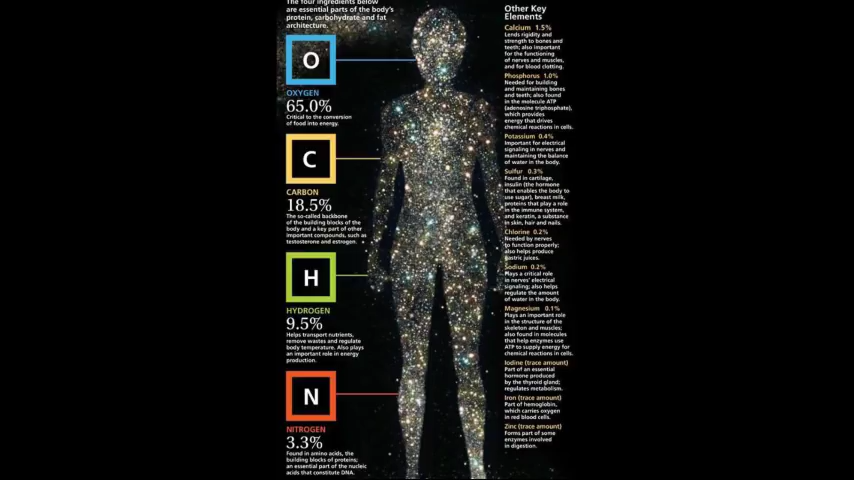 The four ingredients below
are essential parts of the body's
protein, carbohydrate and fat
architecture.
O
OXYGEN
65.0%
Critical to the conversion
of food into energy.
C
CARBON
18.5%
The so-called backbone
of the building blocks of the
body and a key part of other
important compounds, such as
testosterone and estrogen.
H
HYDROGEN
9.5%
Helps transport nutrients,
remove wastes and regulate
body temperature. Also plays
an important role in energy
production.
N
NITROGEN
3.3%
Found in amino acids, the
building blocks of proteins;
an essential part of the nucleic
acids that constitute DNA.
Other Key
Elements
Calcium 1.5%
Lends rigidity and
strength to bones and
teeth; also important
for the functioning
of nerves and muscles,
and for blood clotting.
Phosphorus 1.0%
Needed for building
and maintaining bones
and teeth; also found
in the molecule ATP
(adenosine triphosphate),
which provides
energy that drives
chemical reactions in cells.
Potassium 0.4%
Important for electrical
signaling in nerves and
maintaining the balance
of water in the body.
Sulfur 0.3%
Found in cartilage,
insulin (the hormone
that enables the body to
use sugar), breast milk,
proteins that play a role
in the immune system,
and keratin, a substance
in skin, hair and nails.
Chlorine 0.2%
Needed by nerves
to function properly;
also helps produce
gastric juices.
Sodium 0.2%
Plays a critical role
in nerves' electrical
signaling; also helps
regulate the amount
of water in the body.
Magnesium 0.1%
Plays an important role
in the structure of the
skeleton and muscles;
also found in molecules
that help enzymes use
ATP to supply energy for
chemical reactions in cells.
Iodine (trace amount)
Part of an essential
hormone produced
by the thyroid gland;
regulates metabolism.
Iron (trace amount)
Part of hemoglobin,
which carries oxygen
in red blood cells.
Zinc (trace amount)
Forms part of some
enzymes involved
in digestion.